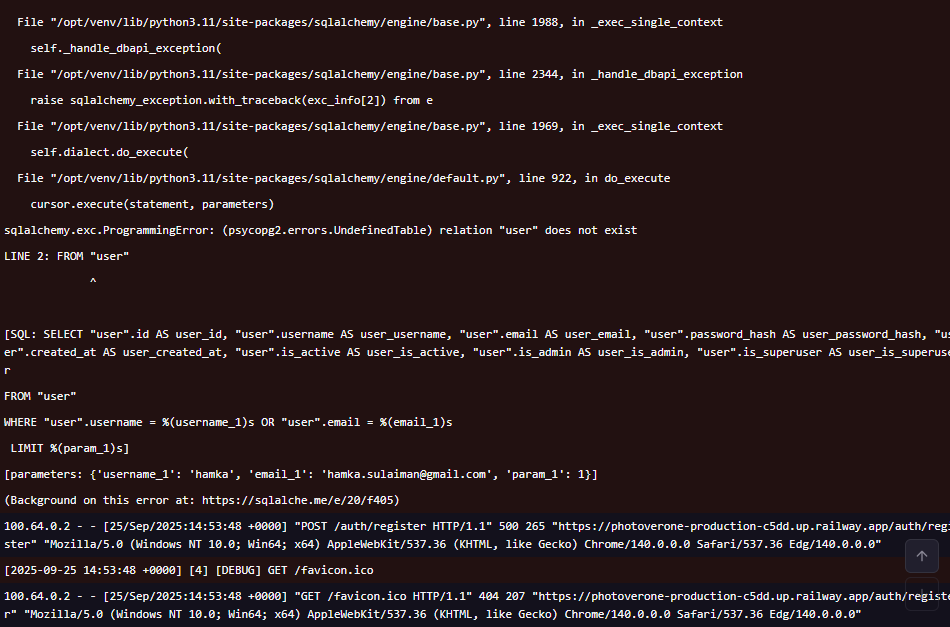 File "/opt/venv/lib/python3.11/site-packages/sqlalchemy/engine/base.py", line 1988, in _exec_single_context
self._handle_dbapi_exception(
File "/opt/venv/lib/python3.11/site-packages/sqlalchemy/engine/base.py", line 2344, in _handle_dbapi_exception
raise sqlalchemy_exception.with_traceback(exc_info[2]) from e
File "/opt/venv/lib/python3.11/site-packages/sqlalchemy/engine/base.py", line 1969, in _exec_single_context
self.dialect.do_execute(
File "/opt/venv/lib/python3.11/site-packages/sqlalchemy/engine/default.py", line 922, in do_execute
cursor.execute(statement, parameters)
sqlalchemy.exc.ProgrammingError: (psycopg2.errors.UndefinedTable) relation "user" does not exist
LINE 2: FROM "user"
^
[SQL: SELECT "user".id AS user_id, "user".username AS user_username, "user".email AS user_email, "user".password_hash AS user_password_hash, "us
er".created_at AS user_created_at, "user".is_active AS user_is_active, "user".is_admin AS user_is_admin, "user".is_superuser AS user_is_superuse
r
FROM "user"
WHERE "user".username = %(username_1)s OR "user".email = %(email_1)s
LIMIT %(param_1)s]
[parameters: {'username_1': 'hamka', 'email_1': 'hamka.sulaiman@gmail.com', 'param_1': 1}]
(Background on this error at: https://sqlalche.me/e/20/f405)
100.64.0.2 - - [25/Sep/2025:14:53:48 +0000] "POST /auth/register HTTP/1.1" 500 265 "https://photoverone-production-c5dd.up.railway.app/auth/regi
ster" "Mozilla/5.0 (Windows NT 10.0; Win64; x64) AppleWebKit/537.36 (KHTML, like Gecko) Chrome/140.0.0.0 Safari/537.36 Edg/140.0.0.0"
[2025-09-25 14:53:48 +0000] [4] [DEBUG] GET /favicon.ico
100.64.0.2 - - [25/Sep/2025:14:53:48 +0000] "GET /favicon.ico HTTP/1.1" 404 207 "https://photoverone-production-c5dd.up.railway.app/auth/registe
r" "Mozilla/5.0 (Windows NT 10.0; Win64; x64) AppleWebKit/537.36 (KHTML, like Gecko) Chrome/140.0.0.0 Safari/537.36 Edg/140.0.0.0"